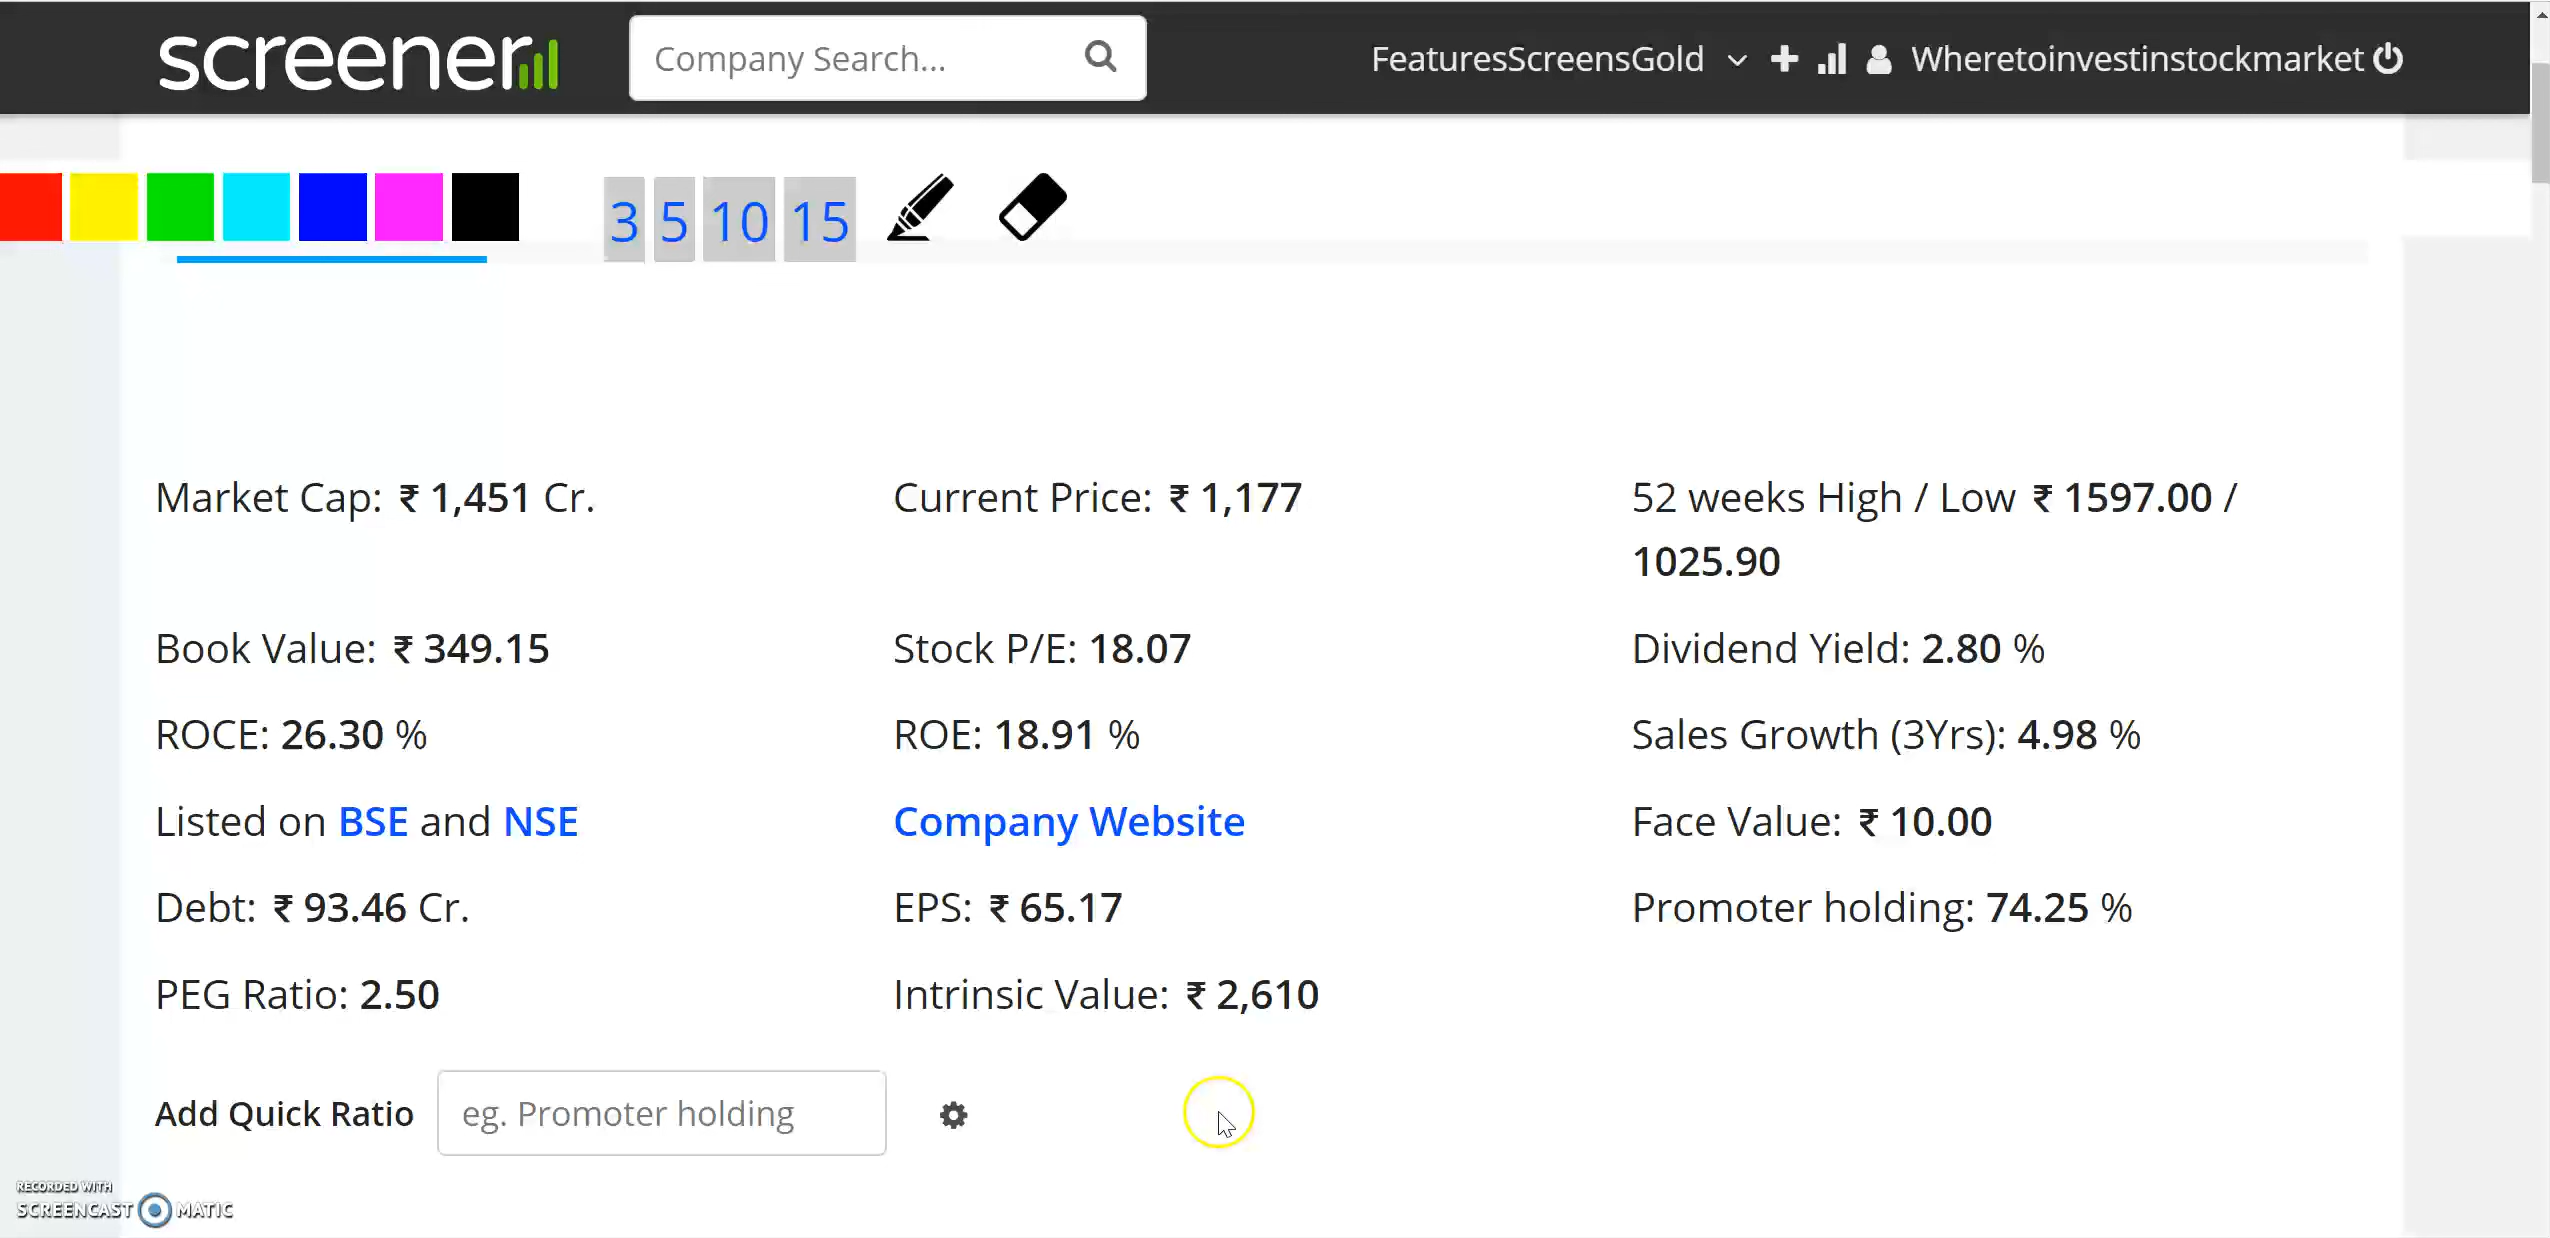 screener Company Search... FeaturesScreensGold Wheretoinvestinstockmarket
3 5 10 15
Market Cap: ₹ 1,451 Cr. Current Price: ₹ 1,177 52 weeks High / Low ₹ 1597.00 /
1025.90
Book Value: ₹ 349.15 Stock P/E: 18.07 Dividend Yield: 2.80 %
ROCE: 26.30 % ROE: 18.91 % Sales Growth (3Yrs): 4.98 %
Listed on BSE and NSE Company Website Face Value: ₹ 10.00
Debt: ₹ 93.46 Cr. EPS: ₹ 65.17 Promoter holding: 74.25 %
PEG Ratio: 2.50 Intrinsic Value: ₹ 2,610
Add Quick Ratio eg. Promoter holding
RECORDED WITH
SCREENCAST MATIC